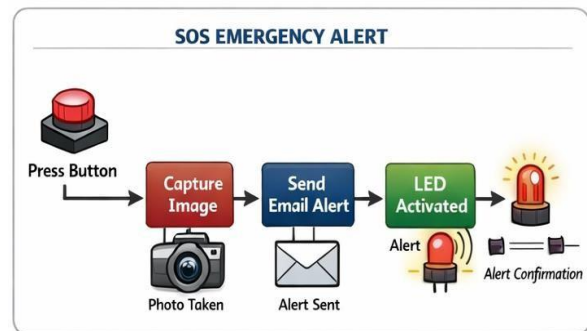 SOS EMERGENCY ALERT
Press Button
Capture
Image
Send
Email Alert
LED
Activated
Alert
Photo Taken
Alert Sent
Alert Confirmation